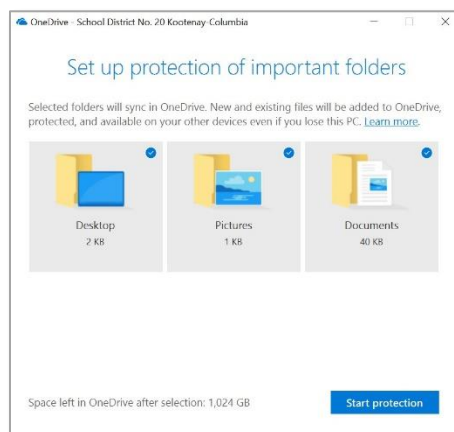 OneDrive - School District No. 20 Kootenay-Columbia
Set up protection of important folders
Selected folders will sync in OneDrive. New and existing files will be added to OneDrive,
protected, and available on your other devices even if you lose this PC. Learn more.
Desktop Pictures Documents
2 KB 1 KB 40 KB
Space left in OneDrive after selection: 1,024 GB Start protection